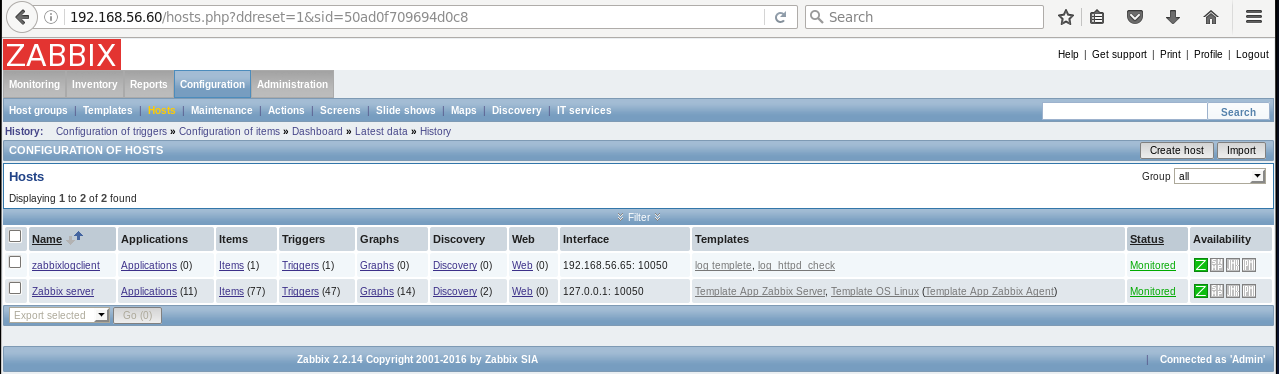 192.168.56.60/hosts.php?ddreset=1&sid=50ad0f709694d0c8 Search
ZABBIX
Help | Get support | Print | Profile | Logout
Monitoring Inventory Reports Configuration Administration
Host groups | Templates | Hosts | Maintenance | Actions | Screens | Slide shows | Maps | Discovery | IT services Search
History: Configuration of triggers » Configuration of items » Dashboard » Latest data » History
CONFIGURATION OF HOSTS Create host Import
Hosts Group all
Displaying 1 to 2 of 2 found
Filter
Name Applications Items Triggers Graphs Discovery Web Interface Templates Status Availability
zabbixlogclient Applications (0) Items (1) Triggers (1) Graphs (0) Discovery (0) Web (0) 192.168.56.65: 10050 log templete, log_httpd_check Monitored Z
Zabbix server Applications (11) Items (77) Triggers (47) Graphs (14) Discovery (2) Web (0) 127.0.0.1: 10050 Template App Zabbix Server, Template OS Linux (Template App Zabbix Agent) Monitored Z
Export selected Go (0)
Zabbix 2.2.14 Copyright 2001-2016 by Zabbix SIA | Connected as 'Admin'